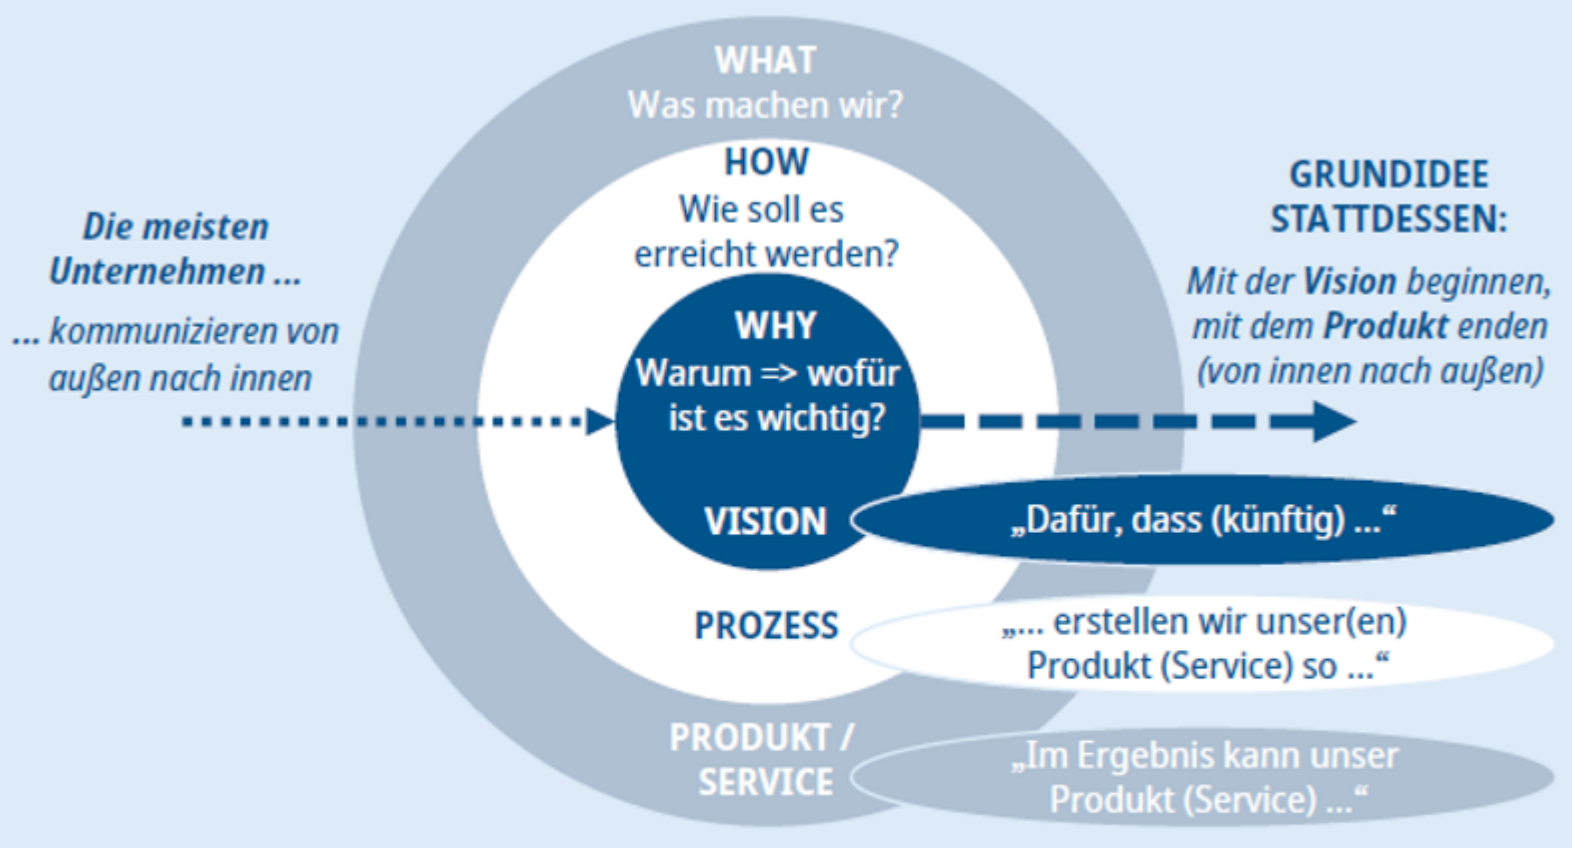 WHAT
Was machen wir?
HOW
Wie soll es
erreicht werden?
WHY
Warum => wofür
ist es wichtig?
VISION
PROZESS
PRODUKT /
SERVICE
Die meisten
Unternehmen ...
... kommunizieren von
außen nach innen
GRUNDIDEE
STATTDESSEN:
Mit der Vision beginnen,
mit dem Produkt enden
(von innen nach außen)
„Dafür, dass (künftig) ...“
„... erstellen wir unser(en)
Produkt (Service) so ...“
„Im Ergebnis kann unser
Produkt (Service) ...“